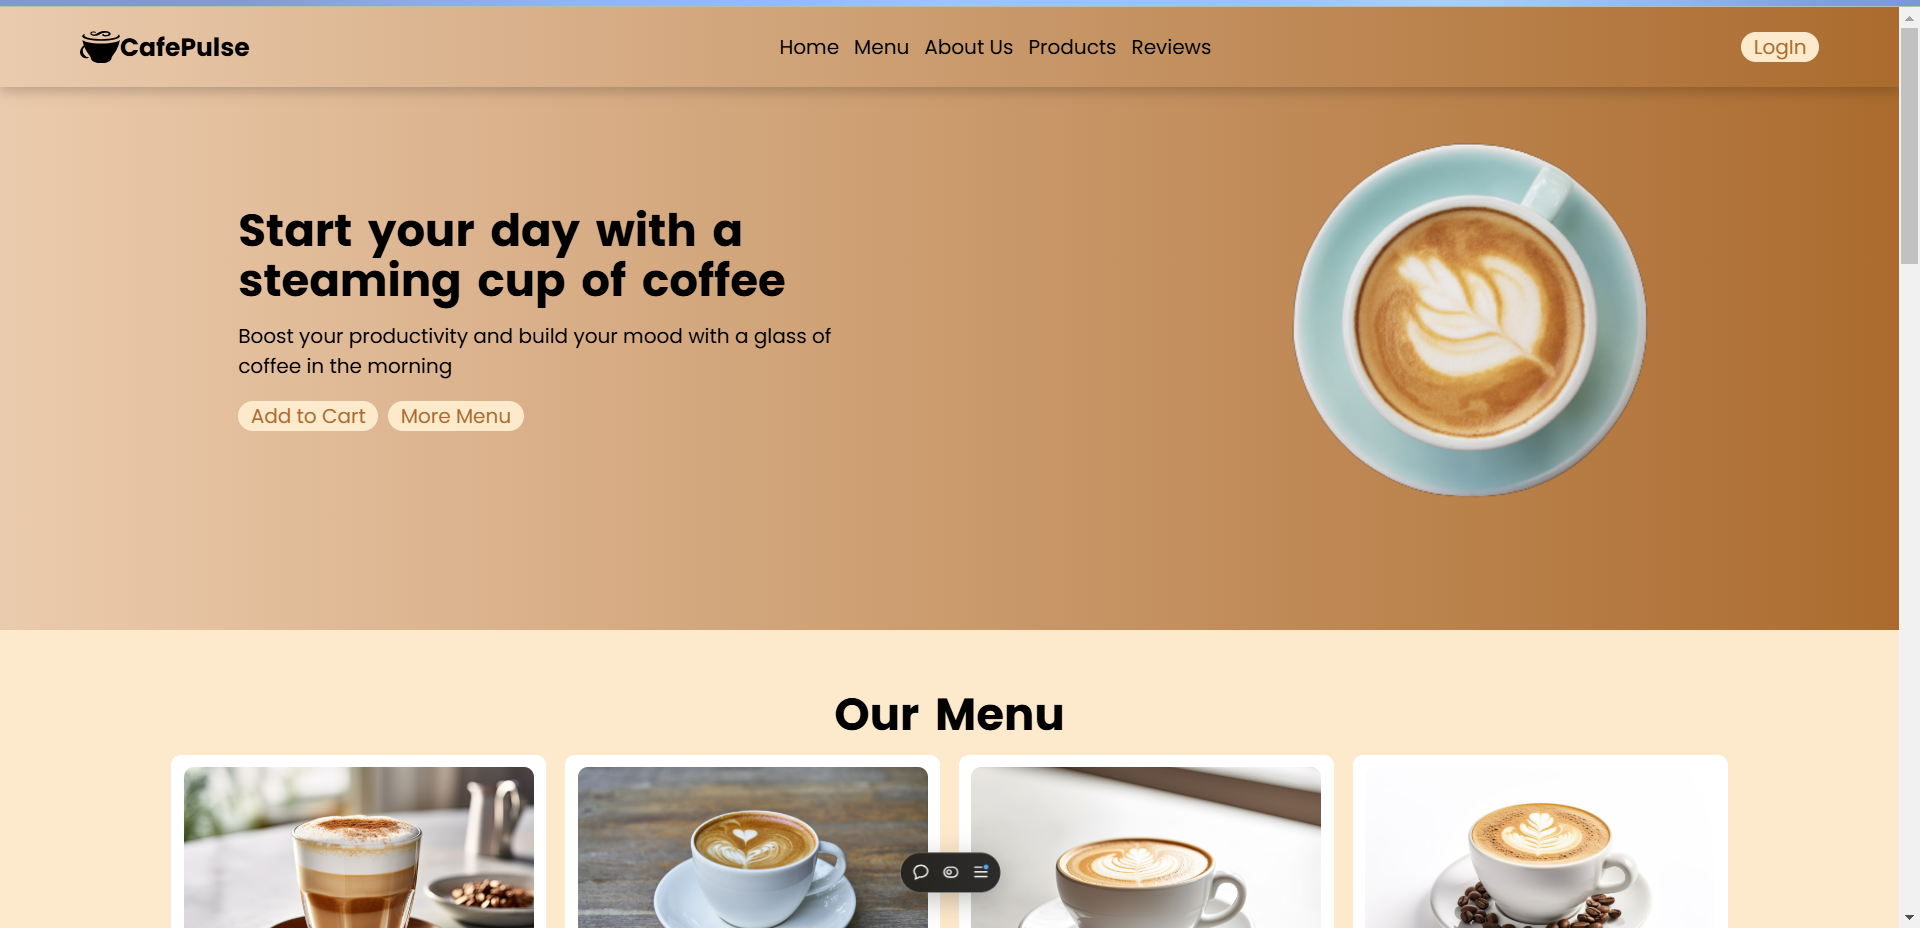 CafePulse
Home Menu About Us Products Reviews
LogIn
Start your day with a
steaming cup of coffee
Boost your productivity and build your mood with a glass of
coffee in the morning
Add to Cart More Menu
Our Menu